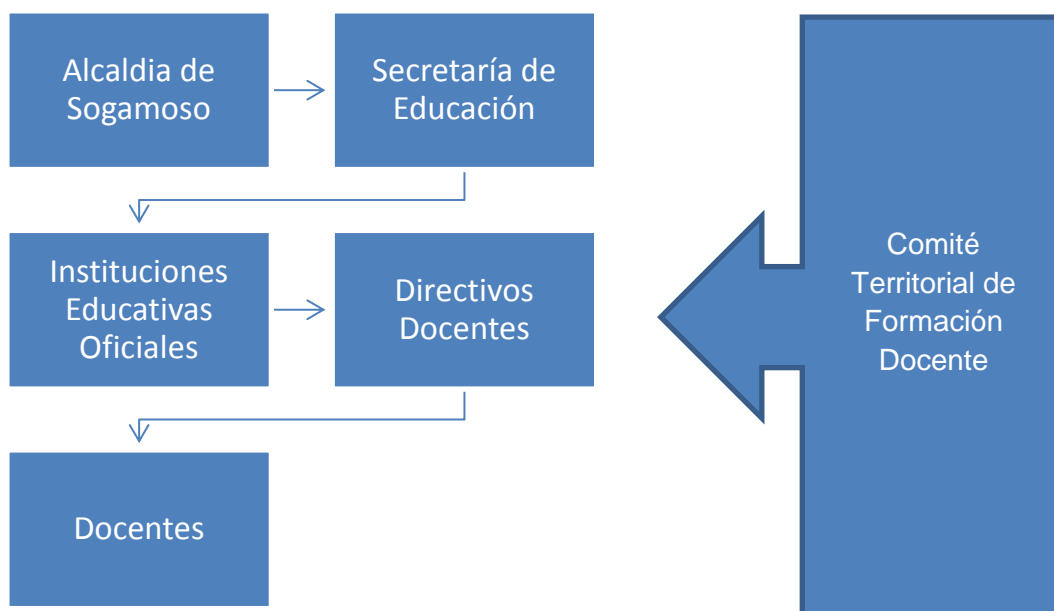 Alcaldia de
Sogamoso
Secretaría de
Educación
Instituciones
Educativas
Oficiales
Directivos
Docentes
Docentes
Comité
Territorial de
Formación
Docente